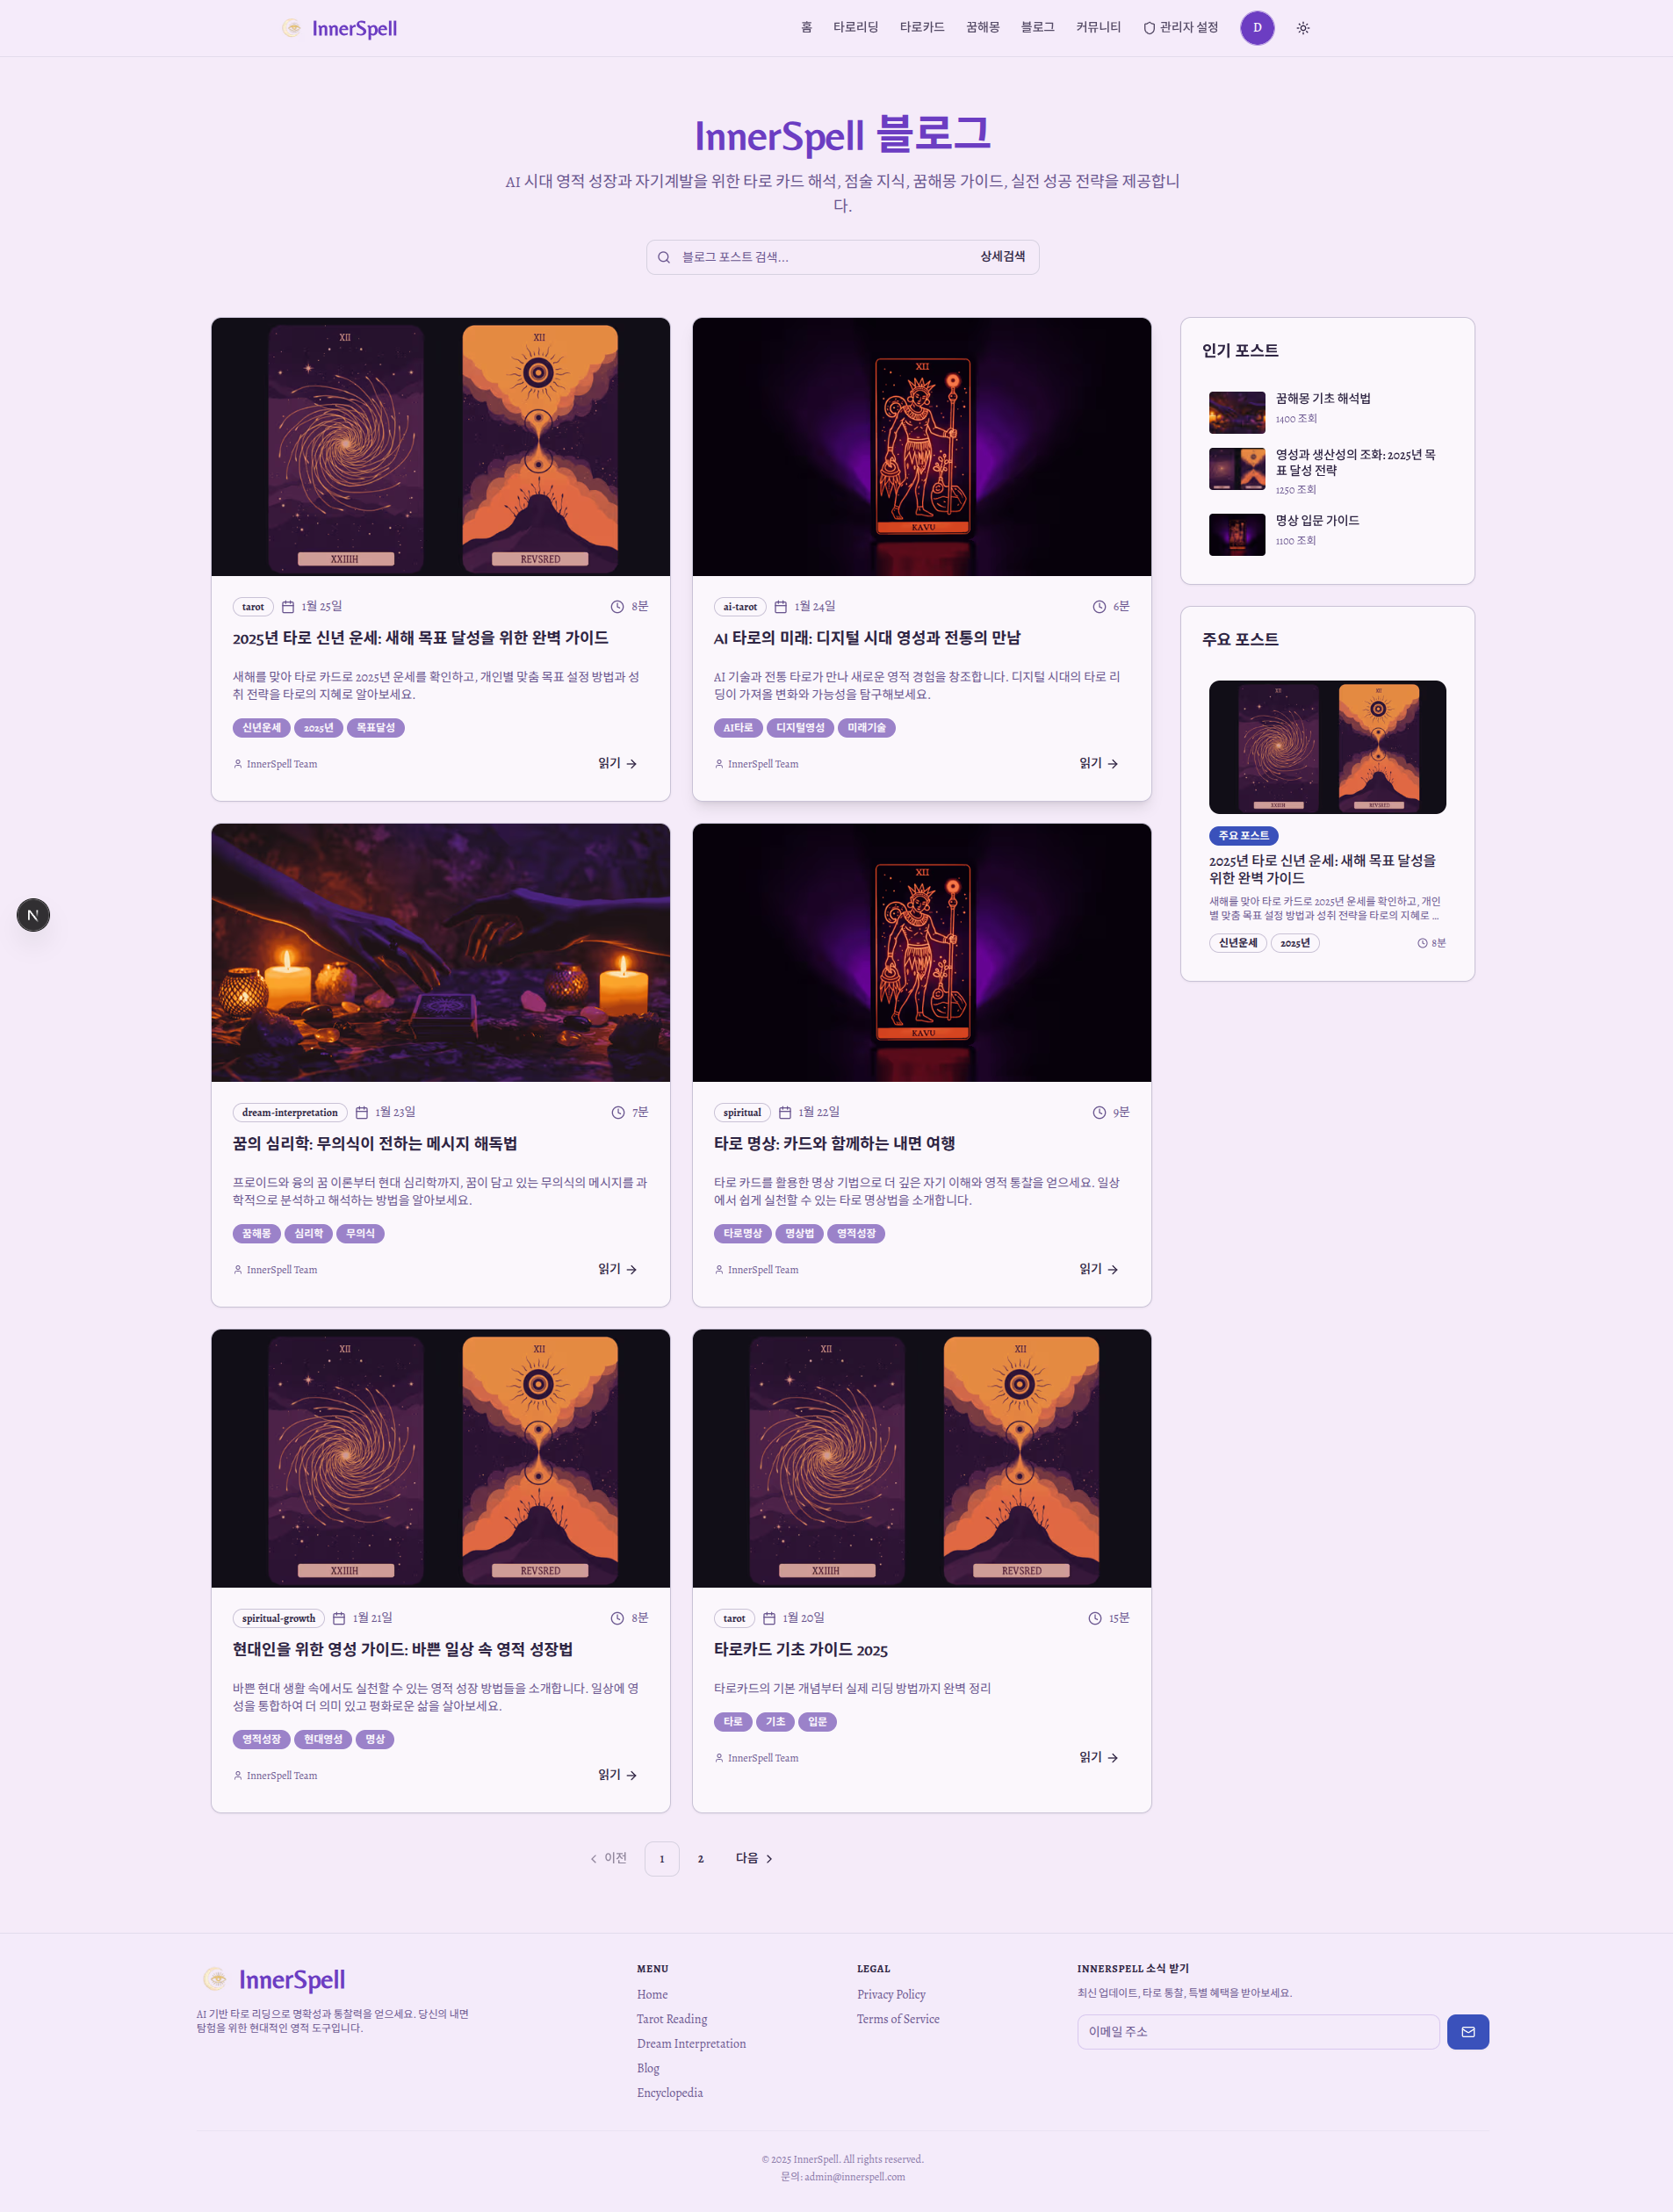 InnerSpell
홈 타로리딩 타로카드 꿈해몽 블로그 커뮤니티 관리자 설정 D
InnerSpell 블로그
AI 시대 영적 성장과 자기계발을 위한 타로 카드 해석, 점술 지식, 꿈해몽 가이드, 실전 성공 전략을 제공합니
다.
블로그 포스트 검색... 상세검색
XII XII
XXIIIH REVSRED
tarot 1월 25일 8분
2025년 타로 신년 운세: 새해 목표 달성을 위한 완벽 가이드
새해를 맞아 타로 카드로 2025년 운세를 확인하고, 개인별 맞춤 목표 설정 방법과 성
취 전략을 타로의 지혜로 알아보세요.
신년운세 2025년 목표달성
InnerSpell Team 읽기
XII
KAVU
ai-tarot 1월 24일 6분
AI 타로의 미래: 디지털 시대 영성과 전통의 만남
AI 기술과 전통 타로가 만나 새로운 영적 경험을 창조합니다. 디지털 시대의 타로 리
딩이 가져올 변화와 가능성을 탐구해보세요.
AI타로 디지털영성 미래기술
InnerSpell Team 읽기
dream-interpretation 1월 23일 7분
꿈의 심리학: 무의식이 전하는 메시지 해독법
프로이드와 융의 꿈 이론부터 현대 심리학까지, 꿈이 담고 있는 무의식의 메시지를 과
학적으로 분석하고 해석하는 방법을 알아보세요.
꿈해몽 심리학 무의식
InnerSpell Team 읽기
XII
KAVU
spiritual 1월 22일 9분
타로 명상: 카드와 함께하는 내면 여행
타로 카드를 활용한 명상 기법으로 더 깊은 자기 이해와 영적 통찰을 얻으세요. 일상
에서 쉽게 실천할 수 있는 타로 명상법을 소개합니다.
타로명상 명상법 영적성장
InnerSpell Team 읽기
XII XII
XXIIIH REVSRED
spiritual-growth 1월 21일 8분
현대인을 위한 영성 가이드: 바쁜 일상 속 영적 성장법
바쁜 현대 생활 속에서도 실천할 수 있는 영적 성장 방법들을 소개합니다. 일상에 영
성을 통합하여 더 의미 있고 평화로운 삶을 살아보세요.
영적성장 현대영성 명상
InnerSpell Team 읽기
XII XII
XXIIIH REVSRED
tarot 1월 20일 15분
타로카드 기초 가이드 2025
타로카드의 기본 개념부터 실제 리딩 방법까지 완벽 정리
타로 기초 입문
InnerSpell Team 읽기
이전 1 2 다음
인기 포스트
꿈해몽 기초 해석법
1400 조회
영성과 생산성의 조화: 2025년 목
표 달성 전략
1250 조회
명상 입문 가이드
1100 조회
주요 포스트
XII XII
XXIIIH REVSRED
주요 포스트
2025년 타로 신년 운세: 새해 목표 달성을
위한 완벽 가이드
새해를 맞아 타로 카드로 2025년 운세를 확인하고, 개인
별 맞춤 목표 설정 방법과 성취 전략을 타로의 지혜로 ...
신년운세 2025년 8분
N
InnerSpell
AI 기반 타로 리딩으로 명확성과 통찰력을 얻으세요. 당신의 내면
탐험을 위한 현대적인 영적 도구입니다.
MENU
Home
Tarot Reading
Dream Interpretation
Blog
Encyclopedia
LEGAL
Privacy Policy
Terms of Service
INNERSPELL 소식 받기
최신 업데이트, 타로 통찰, 특별 혜택을 받아보세요.
이메일 주소
© 2025 InnerSpell. All rights reserved.
문의: admin@innerspell.com